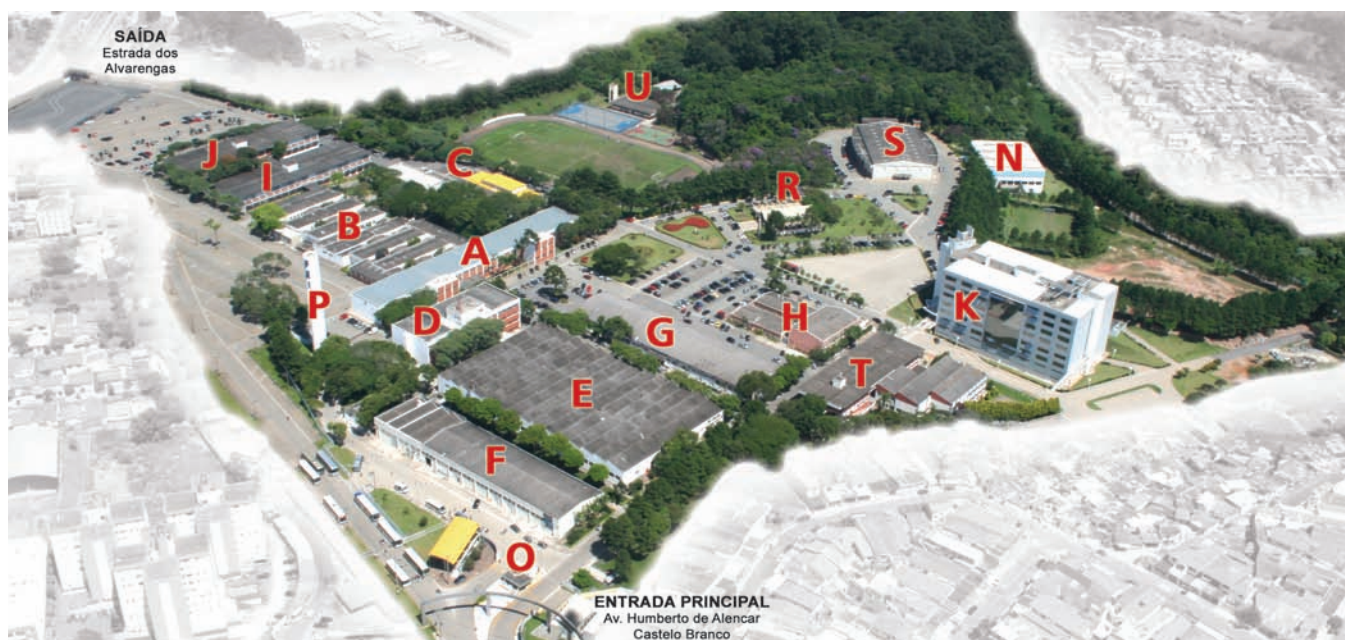 SAÍDA
Estrada dos
Alvarengas
U
J
C
S
N
I
R
B
A
P
D
G
H
K
T
E
F
O
ENTRADA PRINCIPAL
Av. Humberto de Alencar
Castelo Branco